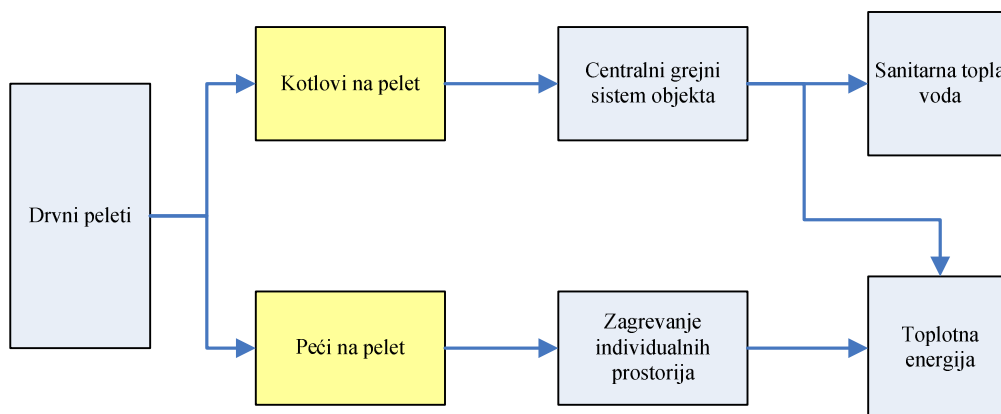 Drvni peleti
Kotlovi na pelet
Centralni grejni
sistem objekta
Sanitarna topla
voda
Peći na pelet
Zagrevanje
individualnih
prostorija
Toplotna
energija